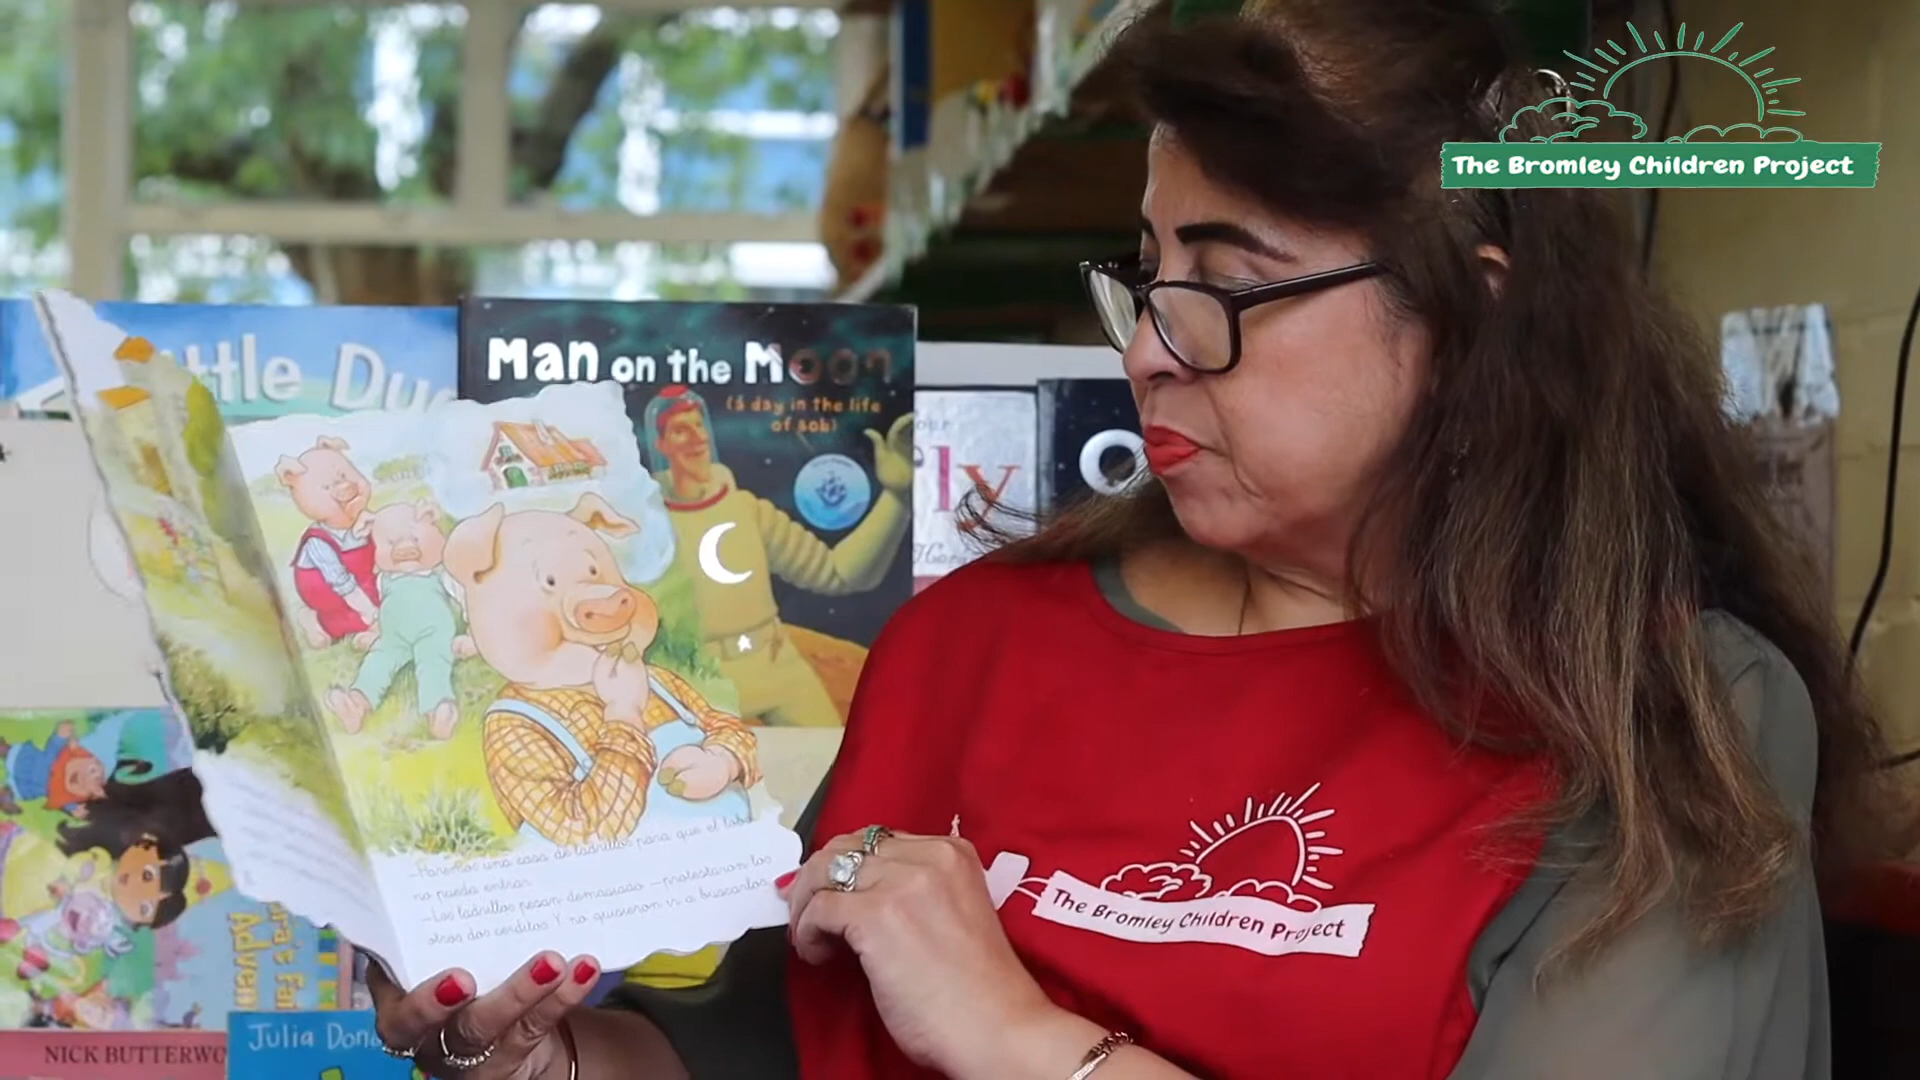 The Bromley Children Project
ttle Du
Man on the Moon
(a day in the life
of Bob)
ly
—Haremos una casa de ladrillos para que el lobo
no pueda entrar.
—Los ladrillos pesan demasiado —protestaron los
otros dos cerditos. Y no quisieron ir a buscarlos.
The Bromley Children Project
Adven
NICK BUTTERWO
Julia Dona